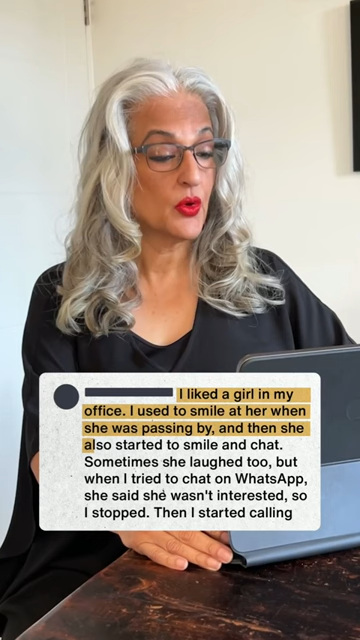 I liked a girl in my
office. I used to smile at her when
she was passing by, and then she
also started to smile and chat.
Sometimes she laughed too, but
when I tried to chat on WhatsApp,
she said she wasn't interested, so
I stopped. Then I started calling